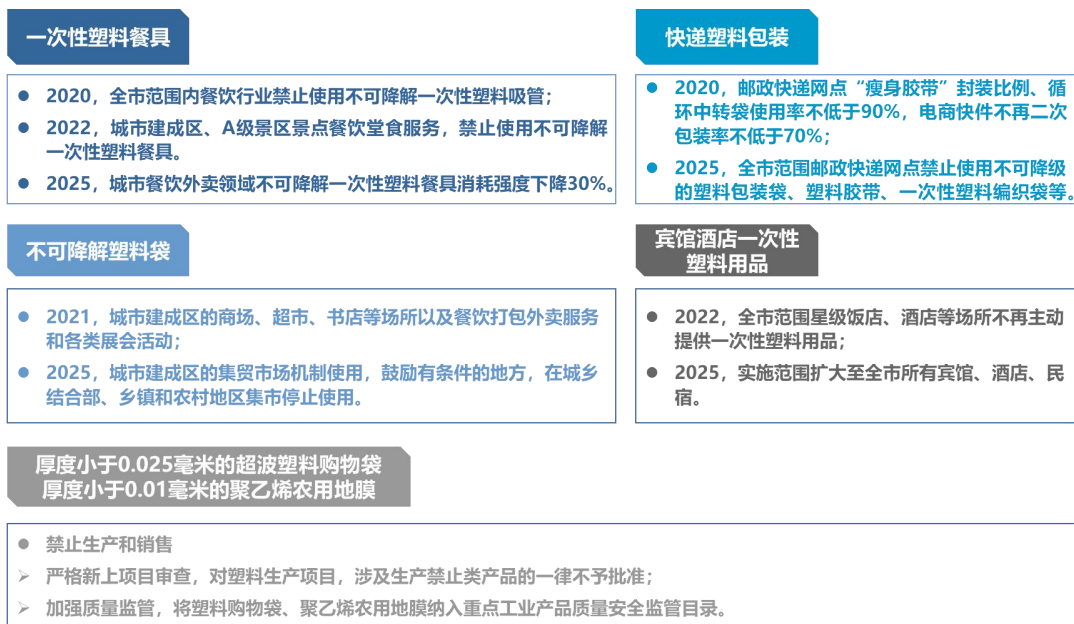 一次性塑料餐具
2020，全市范围内餐饮行业禁止使用不可降解一次性塑料吸管；
2022，城市建成区、A级景区景点餐饮堂食服务，禁止使用不可降解
一次性塑料餐具。
2025，城市餐饮外卖领域不可降解一次性塑料餐具消耗强度下降30%。
快递塑料包装
2020，邮政快递网点“瘦身胶带”封装比例、循
环中转袋使用率不低于90%，电商快件不再二次
包装率不低于70%；
2025，全市范围邮政快递网点禁止使用不可降级
的塑料包装袋、塑料胶带、一次性塑料编织袋等。
不可降解塑料袋
2021，城市建成区的商场、超市、书店等场所以及餐饮打包外卖服务
和各类展会活动；
2025，城市建成区的集贸市场机制使用，鼓励有条件的地方，在城乡
结合部、乡镇和农村地区集市停止使用。
宾馆酒店一次性
塑料用品
2022，全市范围星级饭店、酒店等场所不再主动
提供一次性塑料用品；
2025，实施范围扩大至全市所有宾馆、酒店、民
宿。
厚度小于0.025毫米的超波塑料购物袋
厚度小于0.01毫米的聚乙烯农用地膜
禁止生产和销售
严格新上项目审查，对塑料生产项目，涉及生产禁止类产品的一律不予批准；
加强质量监管，将塑料购物袋、聚乙烯农用地膜纳入重点工业产品质量安全监管目录。